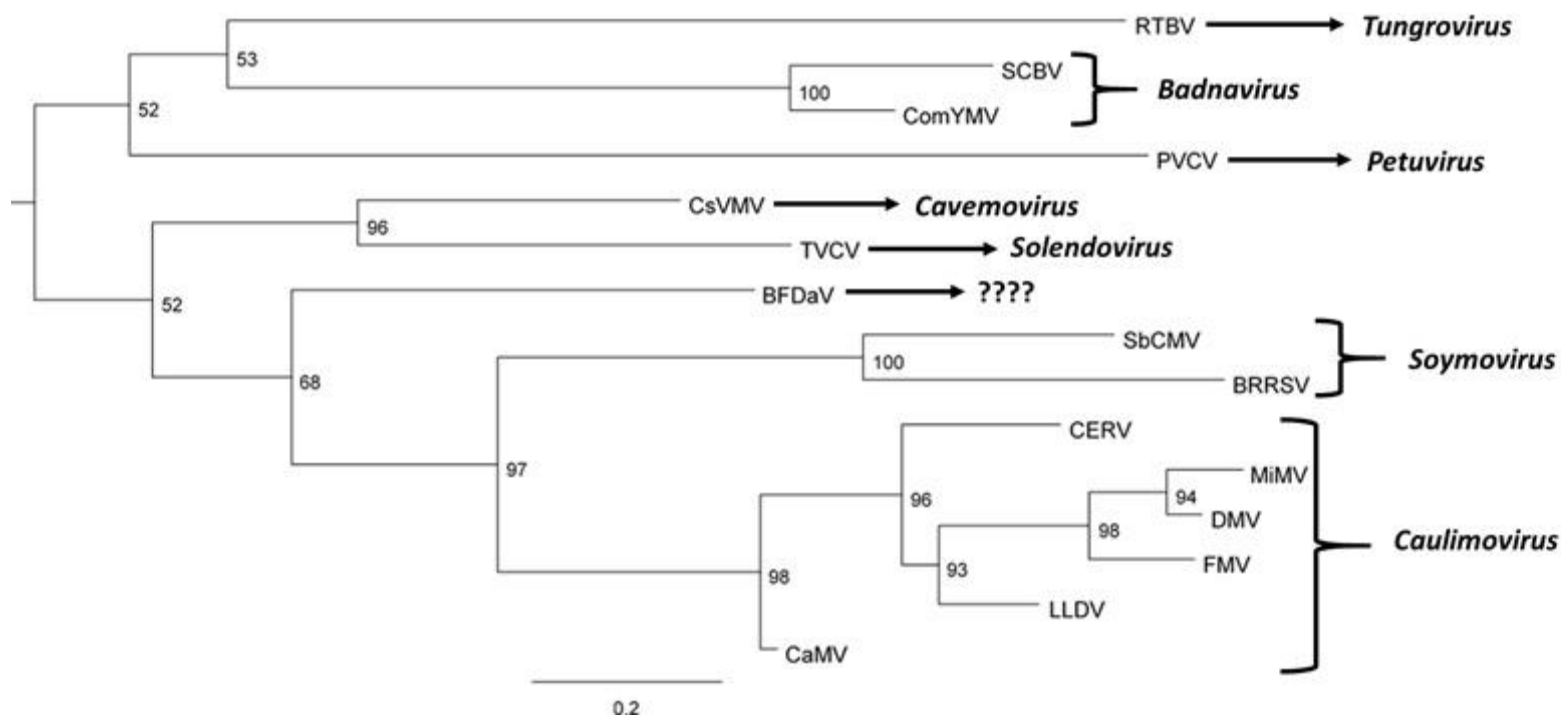 RTBV Tungrovirus
53
SCBV
100 Badnavirus
ComYMV
52
PVCV Petuvirus
CsVMV Cavemovirus
96
TVCV Solendovirus
BFDaV ????
52
SbCMV
100 Soymovirus
68
BRRSV
CERV
97
MiMV
96 94
DMV
98 Caulimovirus
FMV
93
98
LLDV
CaMV
0.2